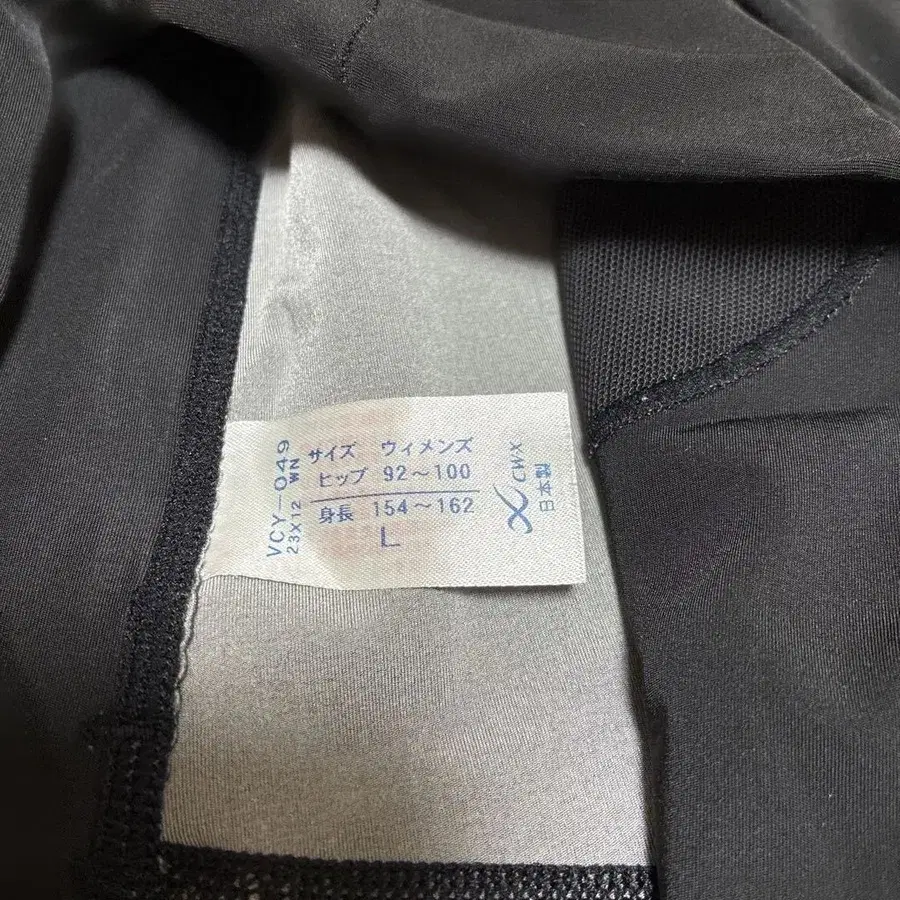 VCY—049
23X12 WN
サイズ ウィメンズ
ヒップ 92～100
身長 154～162
L
CW-X
日本製